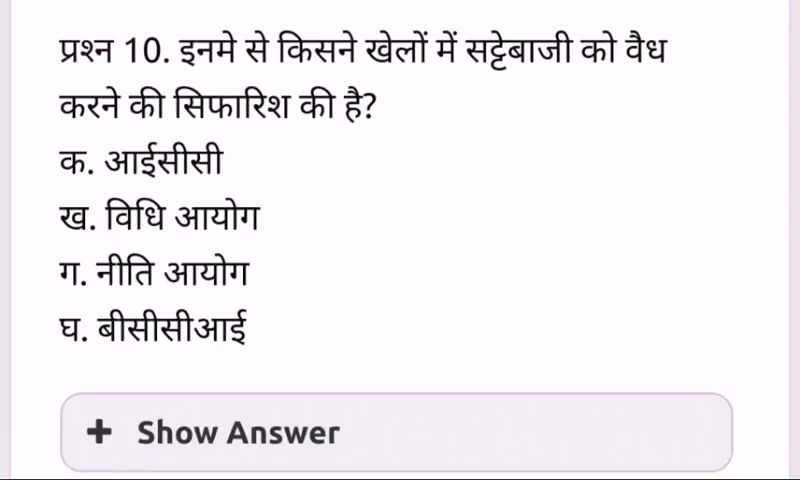 प्रश्न 10. इनमे से किसने खेलों में सट्टेबाजी को वैध
करने की सिफारिश की है?
क. आईसीसी
ख. विधि आयोग
ग. नीति आयोग
घ. बीसीसीआई
+ Show Answer